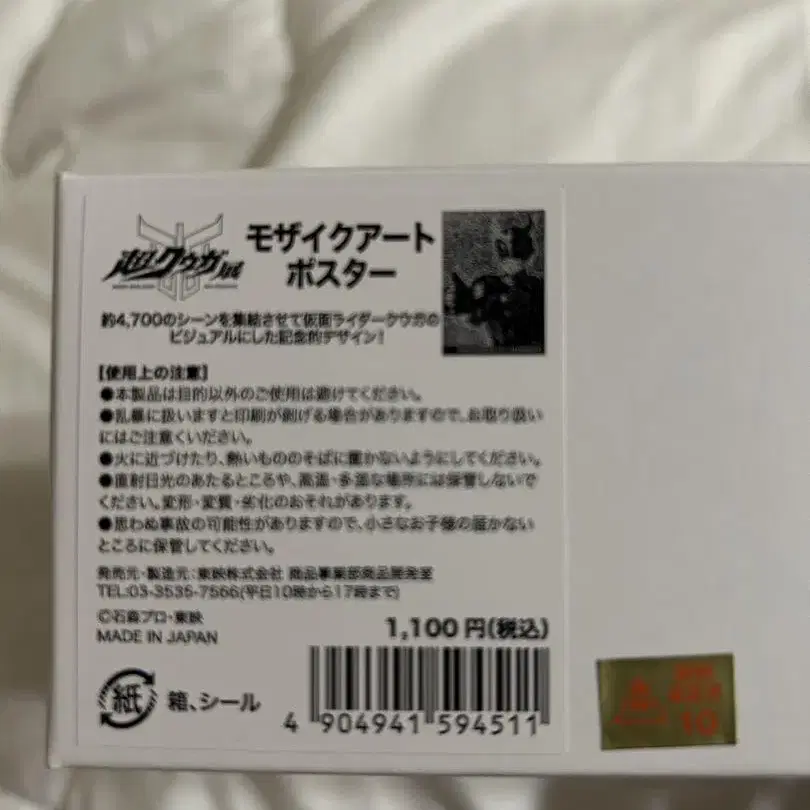 超クウガ展
モザイクアート
ポスター
約4,700のシーンを集結させて仮面ライダークウガの
ビジュアルにした記念的デザイン!
【使用上の注意】
●本製品は目的以外のご使用は避けてください。
●乱暴に扱いますと印刷が剥げる場合がありますので、お取り扱い
にはご注意ください。
●火に近づけたり、熱いもののそばに置かないようにしてください。
●直射日光のあたるところや、高温・多湿な場所には保管しないで
ください。変形・変質・劣化のおそれがあります。
●思わぬ事故の可能性がありますので、小さなお子様の届かない
ところに保管してください。
発売元・製造元:東映株式会社 商品事業部商品開発室
TEL:03-3535-7566(平日10時から17時まで)
©石森プロ・東映
MADE IN JAPAN
1,100円(税込)
紙 箱、シール
4 904941 594511
10